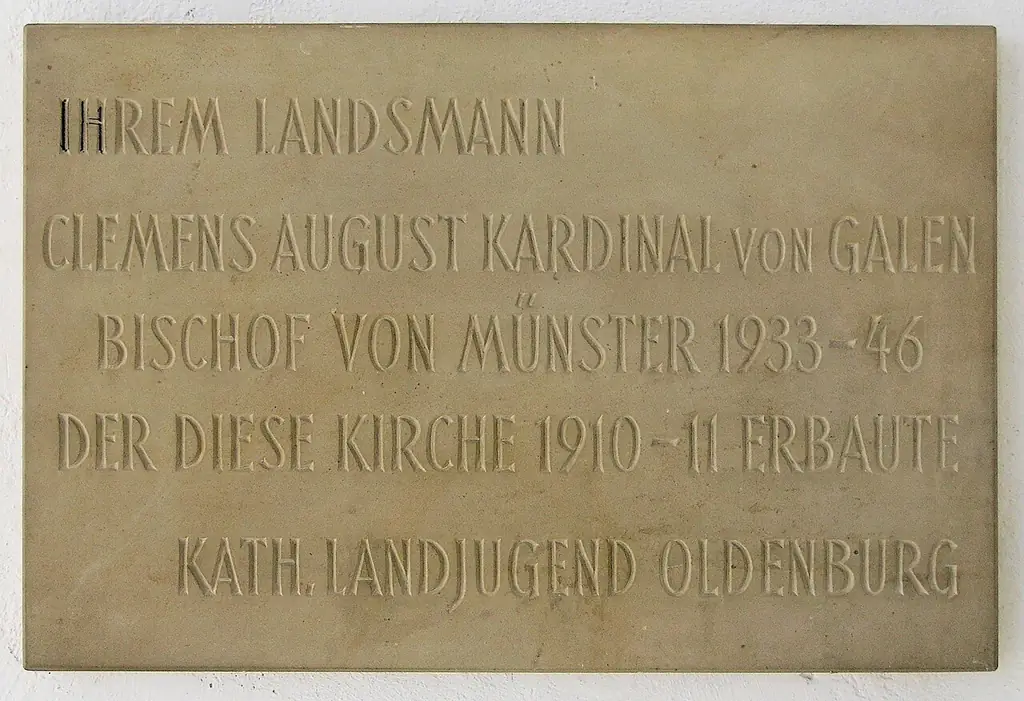 IHREM LANDSMANN
CLEMENS AUGUST KARDINAL VON GALEN
BISCHOF VON MÜNSTER 1933-46
DER DIESE KIRCHE 1910-11 ERBAUTE
KATH. LANDJUGEND OLDENBURG